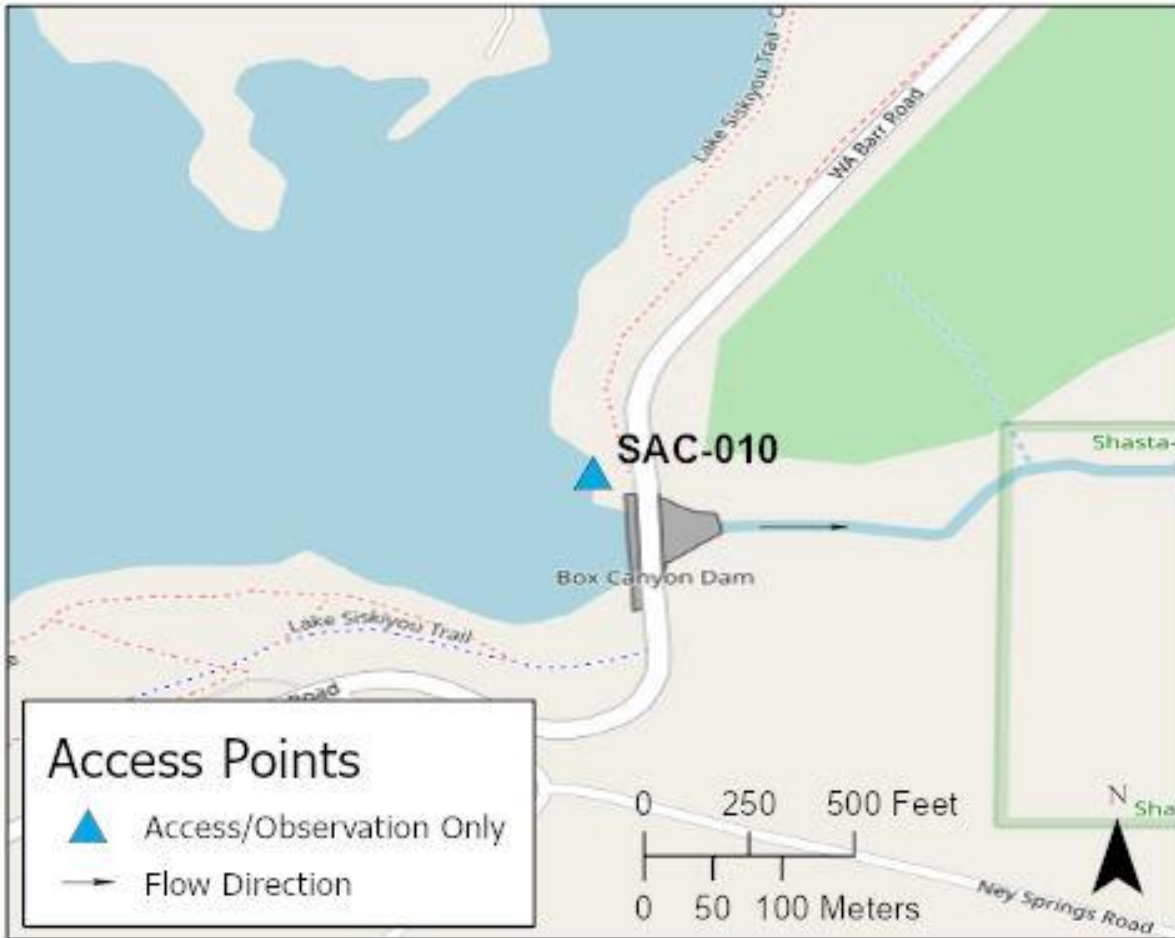 Lake Siskiyou Trail - 
WA Barr Road
SAC-010
Shasta-
Box Canyon Dam
Lake Siskiyou Trail
Road
Access Points
Access/Observation Only
Flow Direction
0 250 500 Feet
0 50 100 Meters
N
Sha
Ney Springs Road